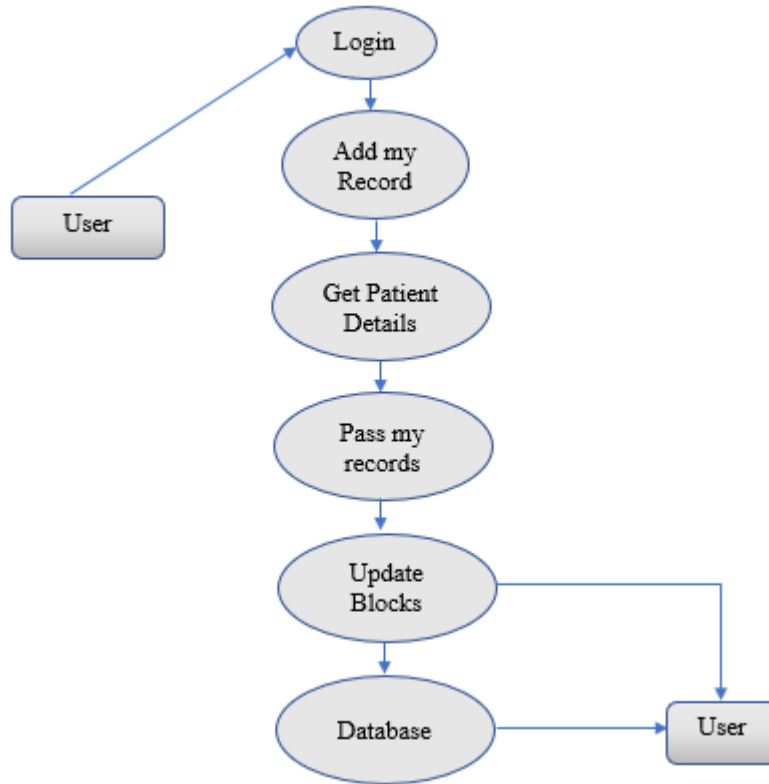 Login
Add my
Record
User
Get Patient
Details
Pass my
records
Update
Blocks
Database
User